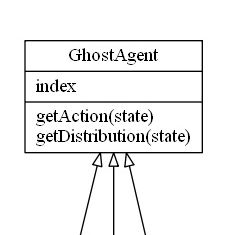 GhostAgent
index
getAction(state)
getDistribution(state)